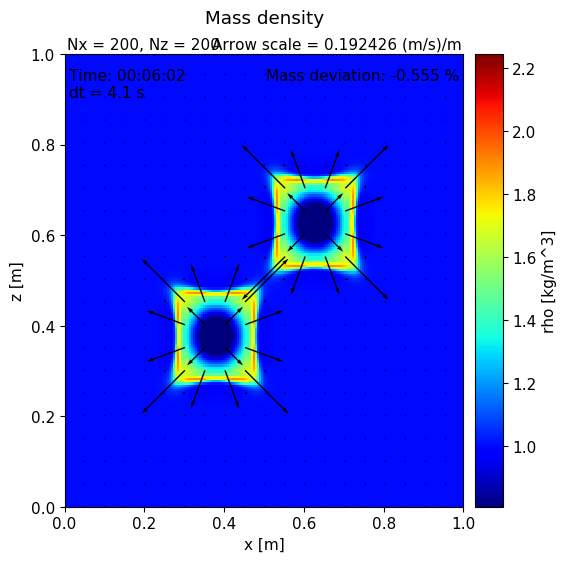 Mass density
Nx = 200, Nz = 200
Arrow scale = 0.192426 (m/s)/m
Time: 00:06:02
Mass deviation: -0.555 %
dt = 4.1 s
1.0
0.8
0.6
0.4
0.2
0.0
z [m]
0.0 0.2 0.4 0.6 0.8 1.0
x [m]
2.2
2.0
1.8
1.6
1.4
1.2
1.0
rho [kg/m^3]